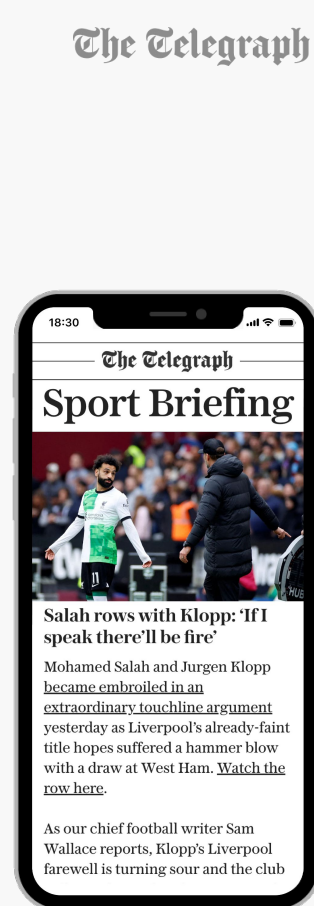 The Telegraph
18:30
The Telegraph
Sport Briefing
11
HUB
Salah rows with Klopp: ‘If I
speak there’ll be fire’
Mohamed Salah and Jurgen Klopp
became embroiled in an
extraordinary touchline argument
yesterday as Liverpool’s already-faint
title hopes suffered a hammer blow
with a draw at West Ham. Watch the
row here.
As our chief football writer Sam
Wallace reports, Klopp’s Liverpool
farewell is turning sour and the club